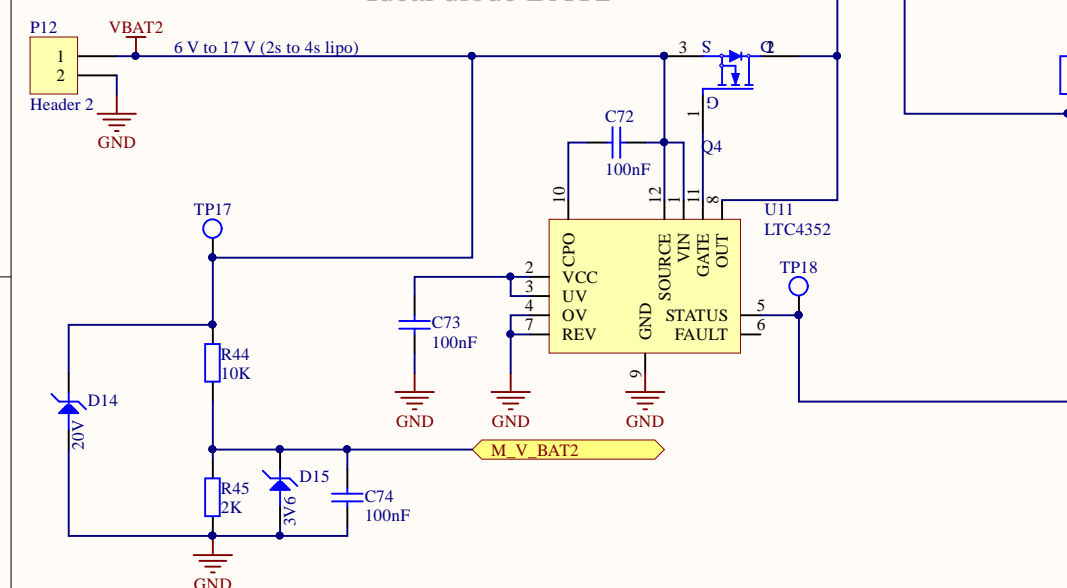 P12
VBAT2
6 V to 17 V (2s to 4s lipo)
3
S
1
2
Header 2
GND
G
1
C72
Q4
100nF
10
12
1
11
8
TP17
U11
LTC4352
CPO
SOURCE
VIN
GATE
OUT
2
VCC
3
UV
4
OV
7
REV
GND
STATUS
5
FAULT
6
TP18
C73
100nF
9
R44
10K
D14
20V
GND
GND
GND
M_V_BAT2
R45
2K
D15
3V6
C74
100nF
GND